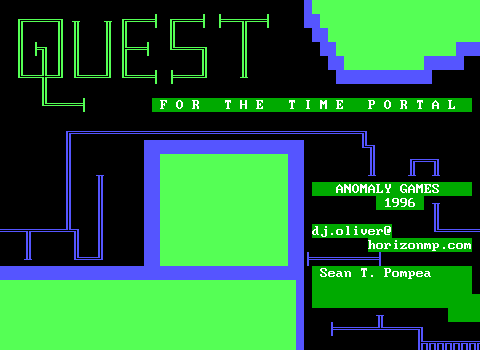 QUEST
FOR THE TIME PORTAL
ANOMALY GAMES
1996
dj.oliver@
horizonmp.com
Sean T. Pompea